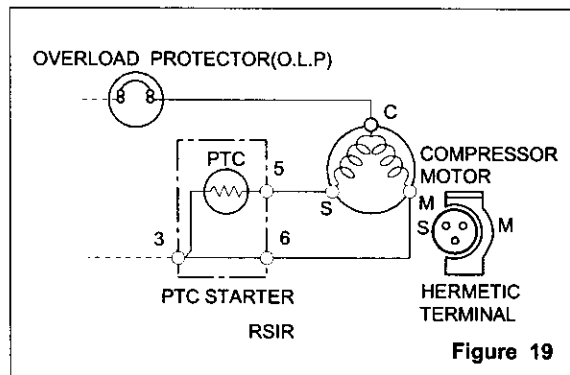 OVERLOAD PROTECTOR(O.L.P)
C
PTC
5
COMPRESSOR
MOTOR
S
M
S
M
3
6
PTC STARTER
HERMETIC
TERMINAL
RSIR
Figure 19